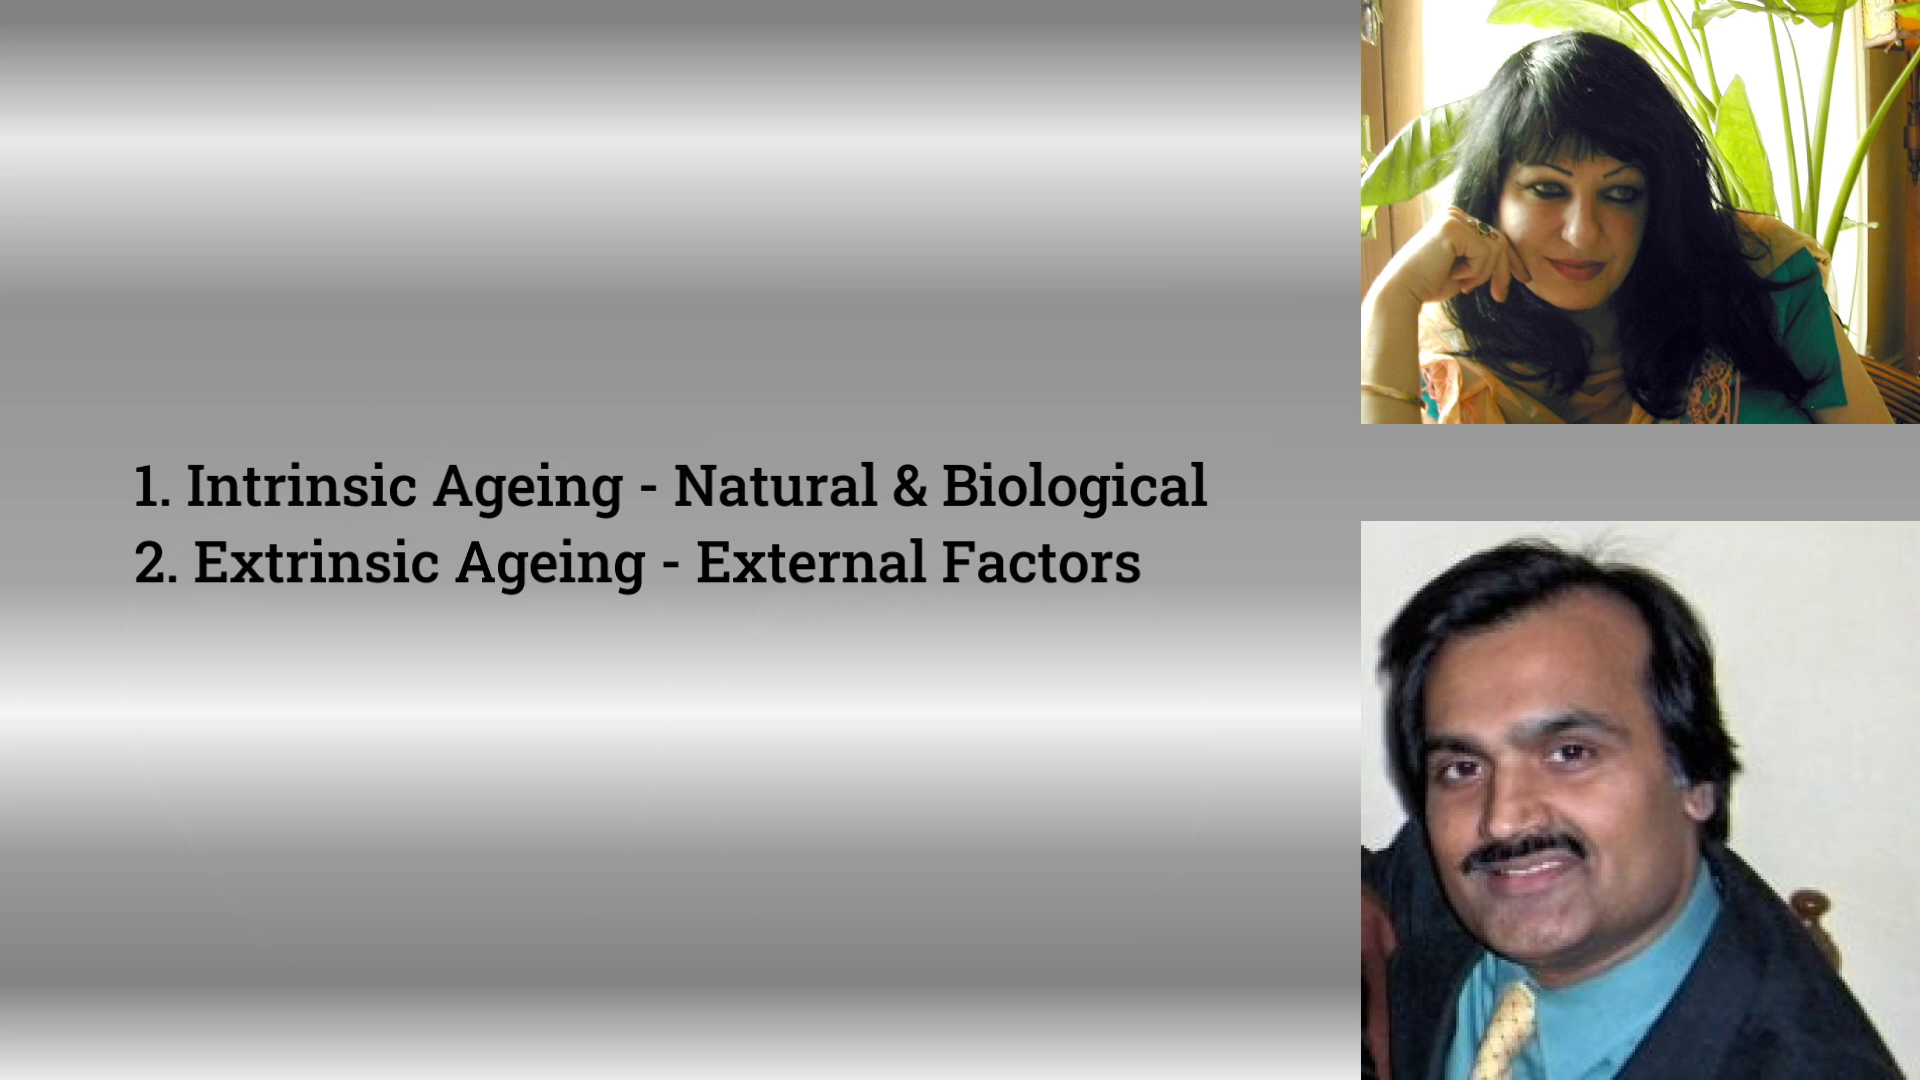 1. Intrinsic Ageing - Natural & Biological
2. Extrinsic Ageing - External Factors